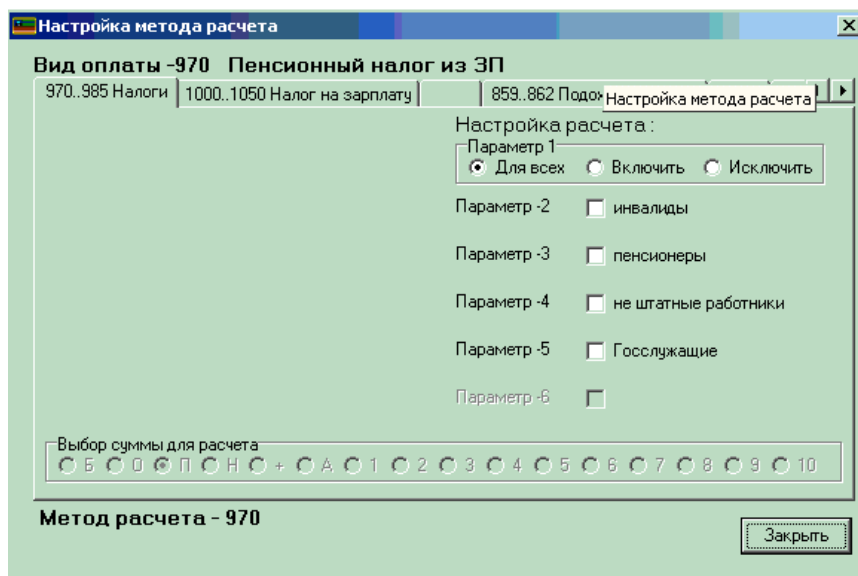 Настройка метода расчета
Вид оплаты -970 Пенсионный налог из ЗП
970..985 Налоги 1000..1050 Налог на зарплату 859..862
Настройка метода расчета
Настройка расчета :
Параметр 1
Для всех Включить Исключить
Параметр -2 инвалиды
Параметр -3 пенсионеры
Параметр -4 не штатные работники
Параметр -5 Госслужащие
Параметр -6
Выбор суммы для расчета
Б О П Н + А 1 2 3 4 5 6 7 8 9 10
Метод расчета - 970
Закрыть